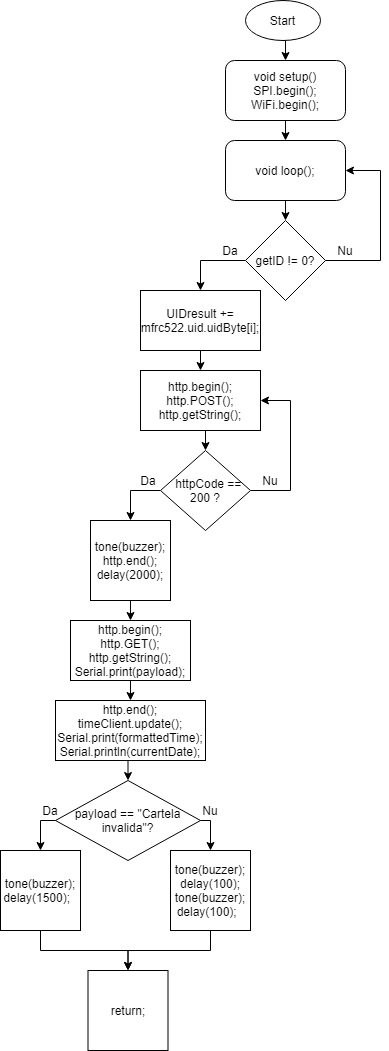 Start
void setup()
SPI.begin();
WiFi.begin();
void loop();
Da
getID != 0?
Nu
UIDresult +=
mfrc522.uid.uidByte[i];
http.begin();
http.POST();
http.getString();
Da
httpCode ==
200 ?
Nu
tone(buzzer);
http.end();
delay(2000);
http.begin();
http.GET();
http.getString();
Serial.print(payload);
http.end();
timeClient.update();
Serial.print(formattedTime);
Serial.println(currentDate);
Da
payload == "Cartela
invalida"?
Nu
tone(buzzer);
delay(1500);
tone(buzzer);
delay(100);
tone(buzzer);
delay(100);
return;